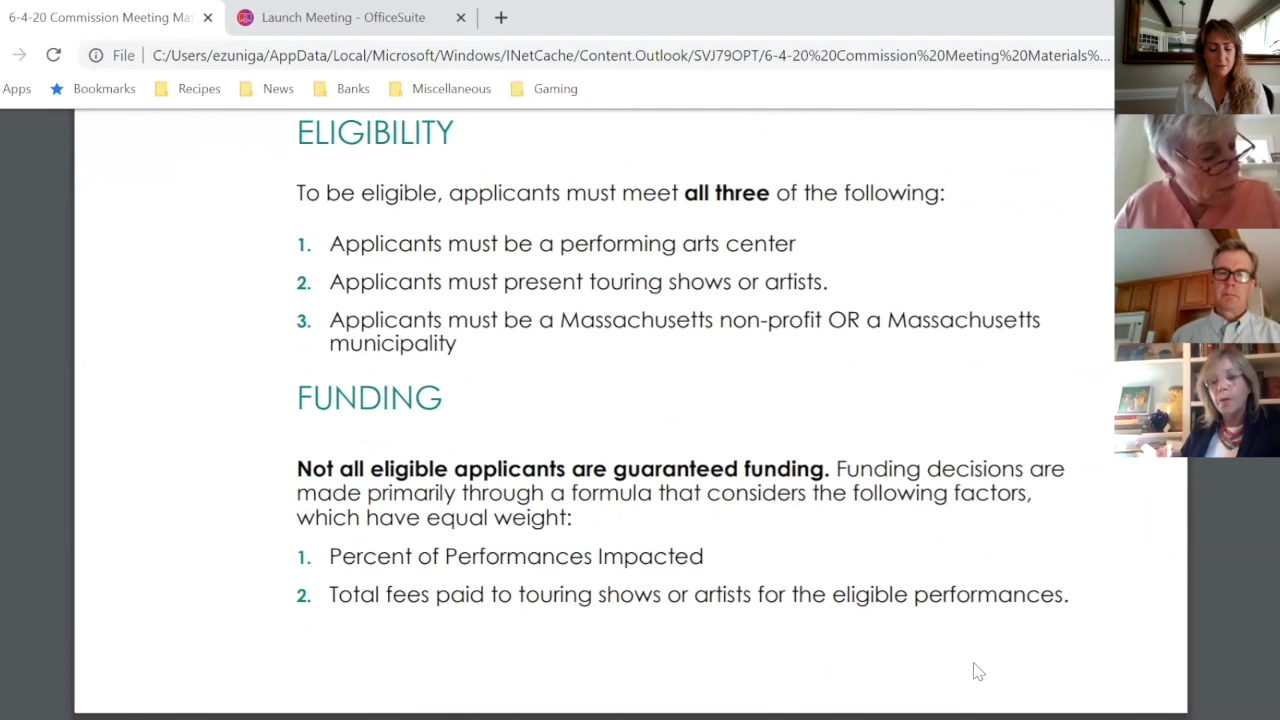 6-4-20 Commission Meeting Ma
Launch Meeting - OfficeSuite
File
C:/Users/ezuniga/AppData/Local/Microsoft/Windows/INetCache/Content.Outlook/SVJ79OPT/6-4-20%20Commission%20Meeting%20Materials%...
Apps
Bookmarks
Recipes
News
Banks
Miscellaneous
Gaming
ELIGIBILITY
To be eligible, applicants must meet all three of the following:
1. Applicants must be a performing arts center
2. Applicants must present touring shows or artists.
3. Applicants must be a Massachusetts non-profit OR a Massachusetts
municipality
FUNDING
Not all eligible applicants are guaranteed funding. Funding decisions are
made primarily through a formula that considers the following factors,
which have equal weight:
1. Percent of Performances Impacted
2. Total fees paid to touring shows or artists for the eligible performances.